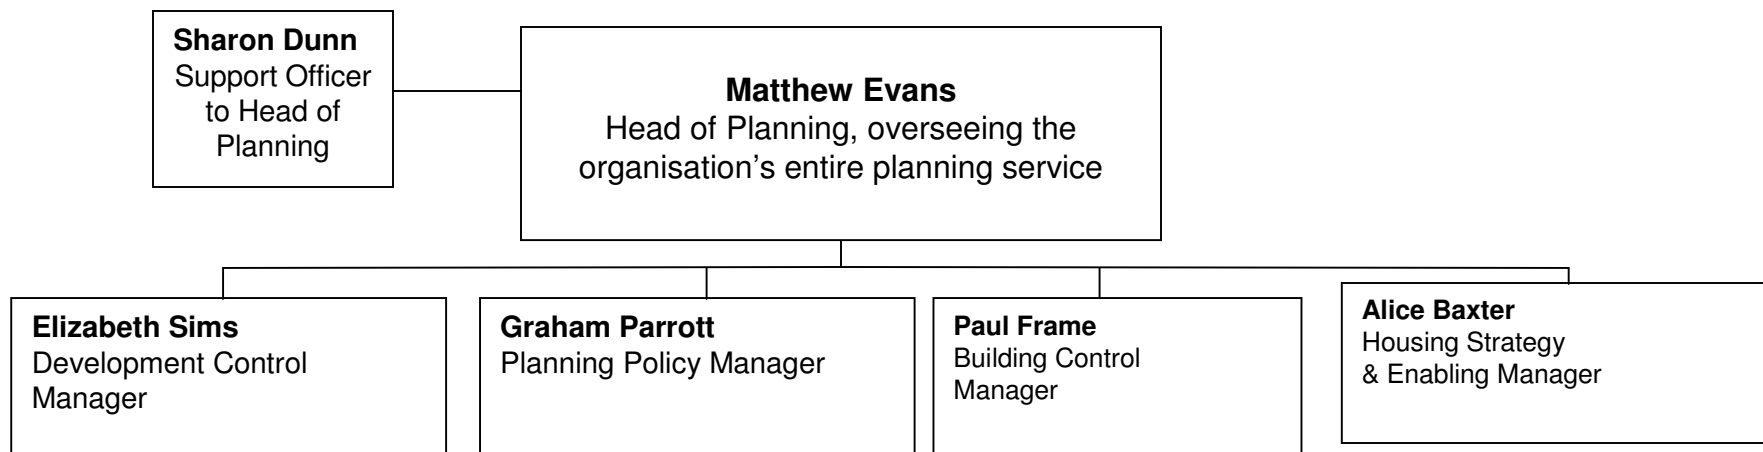 Sharon Dunn
Support Officer
to Head of
Planning
Matthew Evans
Head of Planning, overseeing the
organisation’s entire planning service
Elizabeth Sims
Development Control
Manager
Graham Parrott
Planning Policy Manager
Paul Frame
Building Control
Manager
Alice Baxter
Housing Strategy
& Enabling Manager